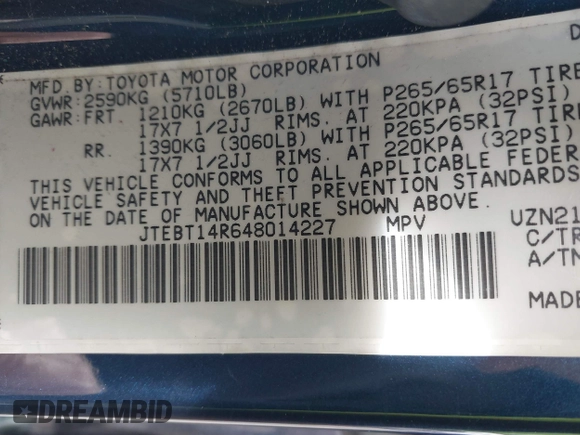 MFD.BY:TOYOTA MOTOR CORPORATION
GVWR:2590KG (5710LB)
GAWR:FRT. 1210KG (2670LB) WITH P265/65R17 TIRE
17X7 1/2JJ RIMS. AT 220KPA (32PSI)
RR. 1390KG (3060LB) WITH P265/65R17 TIRE
17X7 1/2JJ RIMS. AT 220KPA (32PSI)
THIS VEHICLE CONFORMS TO ALL APPLICABLE FEDER
VEHICLE SAFETY AND THEFT PREVENTION STANDARDS
ON THE DATE OF MANUFACTURE SHOWN ABOVE.
JTEBT14R648014227 MPV UZN21
C/TR
A/TN
MADE
DREAMBID